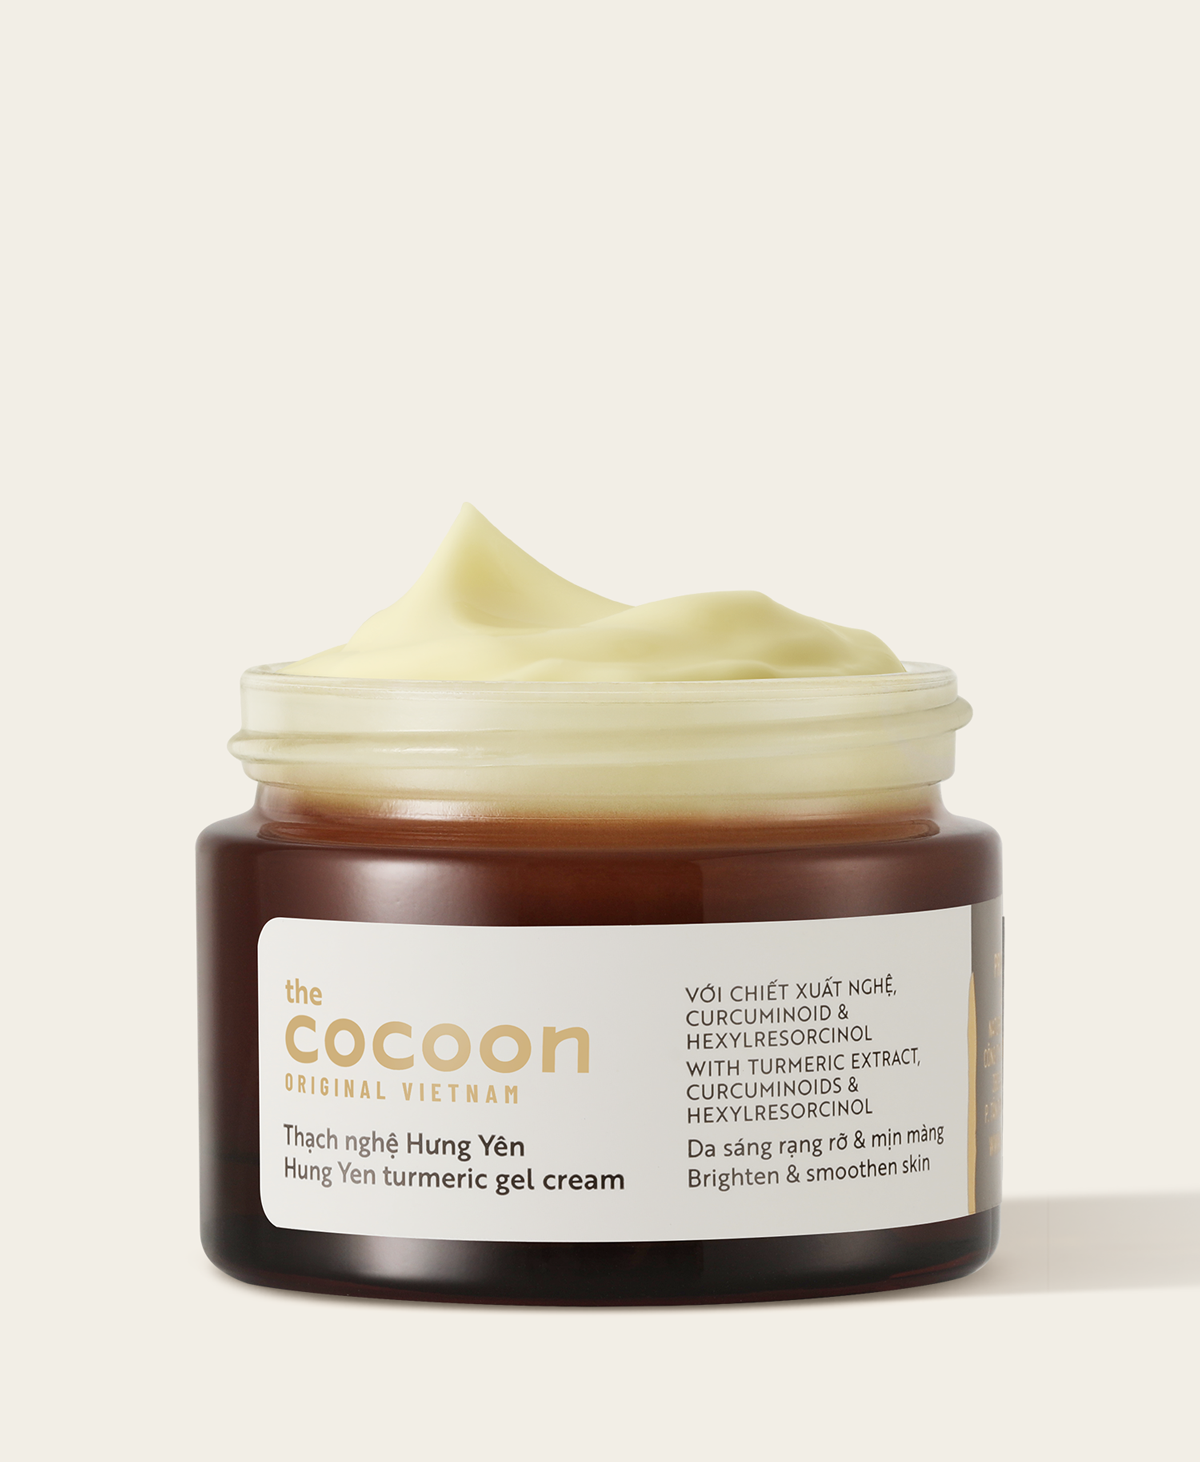 the
cocoon
ORIGINAL VIETNAM
Thạch nghệ Hưng Yên
Hung Yen turmeric gel cream
VỚI CHIẾT XUẤT NGHỆ,
CURCUMINOID &
HEXYLRESORCINOL
WITH TURMERIC EXTRACT,
CURCUMINOIDS &
HEXYLRESORCINOL
Da sáng rạng rỡ & mịn màng
Brighten & smoothen skin